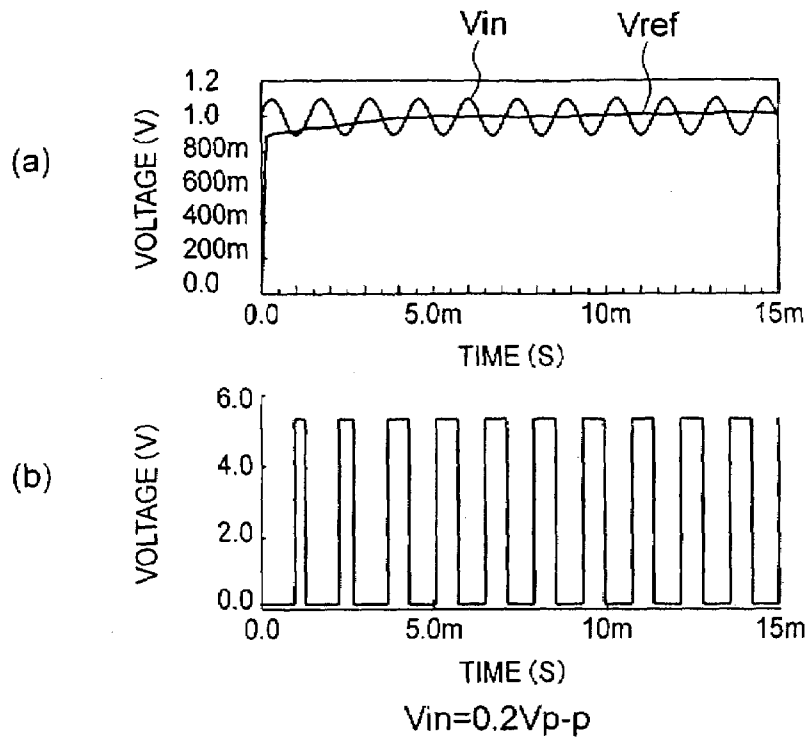 Vin Vref
(a)
VOLTAGE (V)
1.2
1.0
800m
600m
400m
200m
0.0
0.0 5.0m 10m 15m
TIME (S)
(b)
VOLTAGE (V)
6.0
4.0
2.0
0.0
0.0 5.0m 10m 15m
TIME (S)
Vin=0.2Vp-p